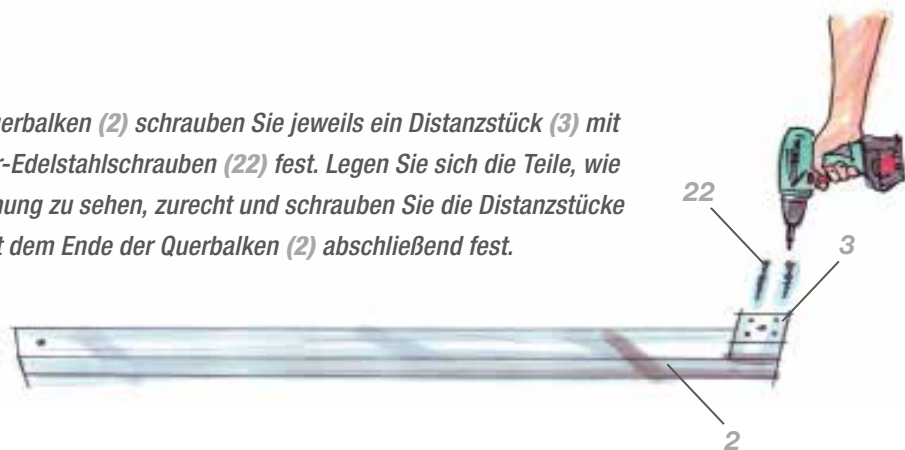 erbalken (2) schrauben Sie jeweils ein Distanzstück (3) mit
r-Edelstahlschrauben (22) fest. Legen Sie sich die Teile, wie
nung zu sehen, zurecht und schrauben Sie die Distanzstücke
t dem Ende der Querbalken (2) abschließend fest.
22
3
2